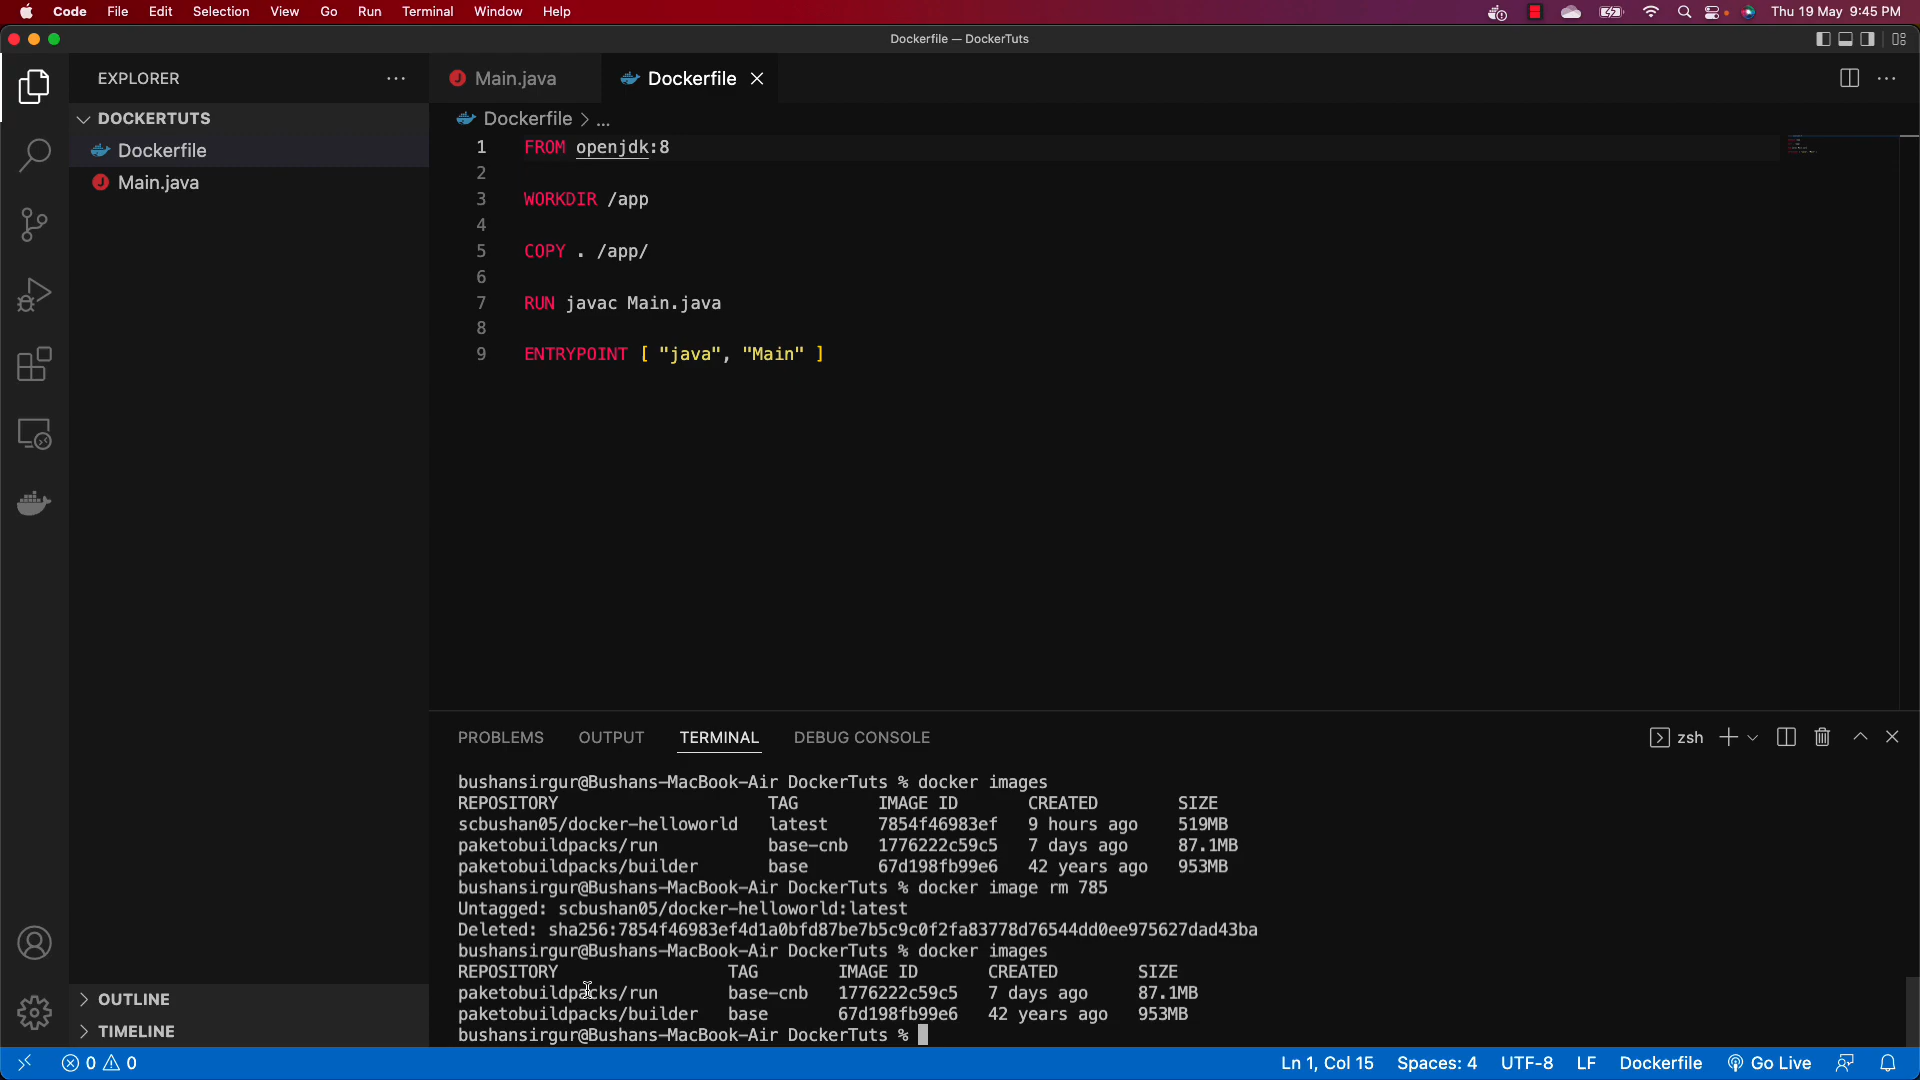 Code File Edit Selection View Go Run Terminal Window Help Thu 19 May 9:45 PM
Dockerfile — DockerTuts
EXPLORER
DOCKERTUTS
Dockerfile
Main.java
OUTLINE
TIMELINE
Main.java Dockerfile
Dockerfile > ...
1 FROM openjdk:8
2
3 WORKDIR /app
4
5 COPY . /app/
6
7 RUN javac Main.java
8
9 ENTRYPOINT [ "java", "Main" ]
PROBLEMS OUTPUT TERMINAL DEBUG CONSOLE zsh
bushansirgur@Bushans-MacBook-Air DockerTuts % docker images
REPOSITORY TAG IMAGE ID CREATED SIZE
scbushan05/docker-helloworld latest 7854f46983ef 9 hours ago 519MB
paketobuildpacks/run base-cnb 1776222c59c5 7 days ago 87.1MB
paketobuildpacks/builder base 67d198fb99e6 42 years ago 953MB
bushansirgur@Bushans-MacBook-Air DockerTuts % docker image rm 785
Untagged: scbushan05/docker-helloworld:latest
Deleted: sha256:7854f46983ef4d1a0bfd87be7b5c9c0f2fa83778d76544dd0ee975627dad43ba
bushansirgur@Bushans-MacBook-Air DockerTuts % docker images
REPOSITORY TAG IMAGE ID CREATED SIZE
paketobuildpacks/run base-cnb 1776222c59c5 7 days ago 87.1MB
paketobuildpacks/builder base 67d198fb99e6 42 years ago 953MB
bushansirgur@Bushans-MacBook-Air DockerTuts %
0 0 Ln 1, Col 15 Spaces: 4 UTF-8 LF Dockerfile Go Live